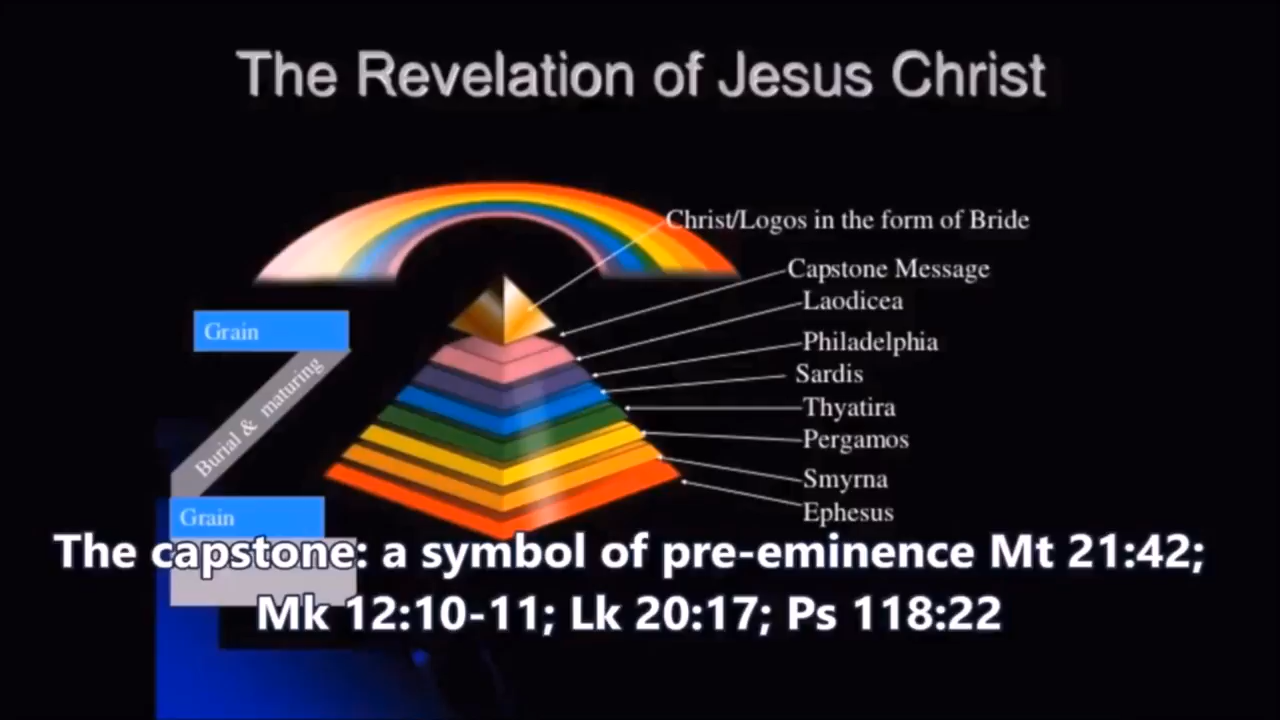 The Revelation of Jesus Christ
Christ/Logos in the form of Bride
Capstone Message
Laodicea
Philadelphia
Sardis
Thyatira
Pergamos
Smyrna
Ephesus
Grain
Burial & maturing
Grain
The capstone: a symbol of pre-eminence Mt 21:42;
Mk 12:10-11; Lk 20:17; Ps 118:22